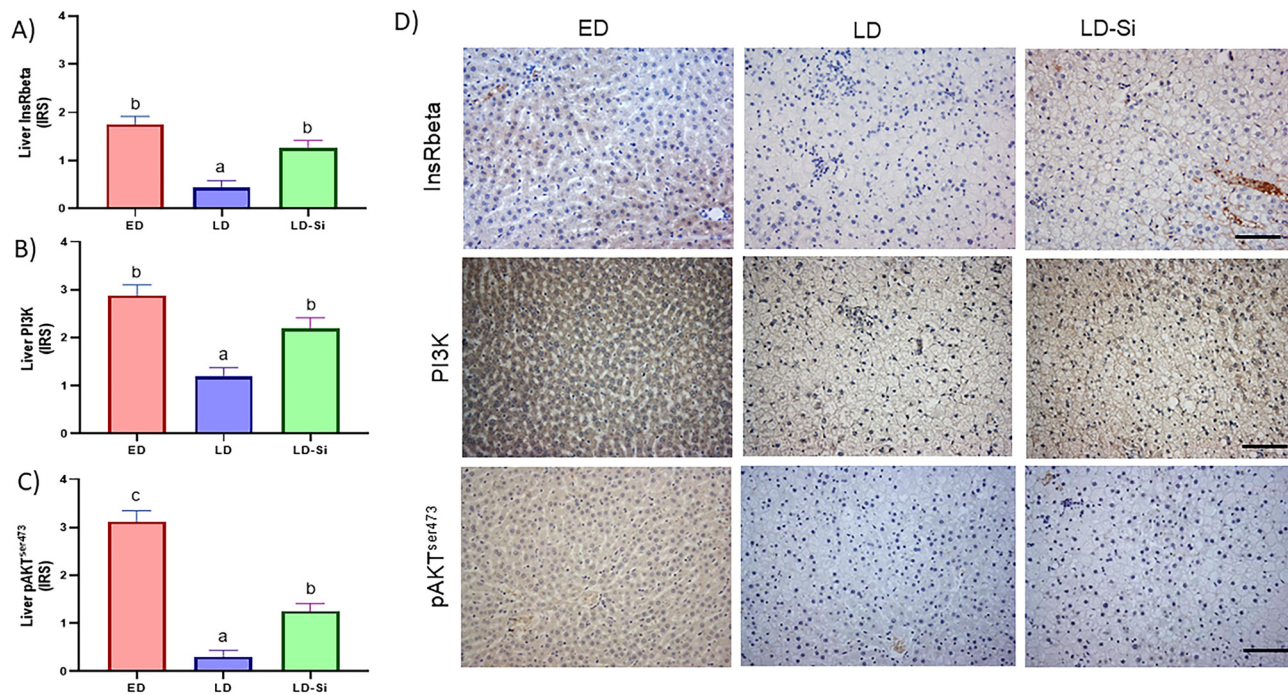 A)
4
3
2
1
0
Liver InsRbeta
(IRS)
b
a
b
ED LD LD-Si
B)
4
3
2
1
0
Liver PI3K
(IRS)
b
a
b
ED LD LD-Si
C)
4
3
2
1
0
Liver pAKTser473
(IRS)
c
a
b
ED LD LD-Si
D)
ED LD LD-Si
InsRbeta
PI3K
pAKTser473